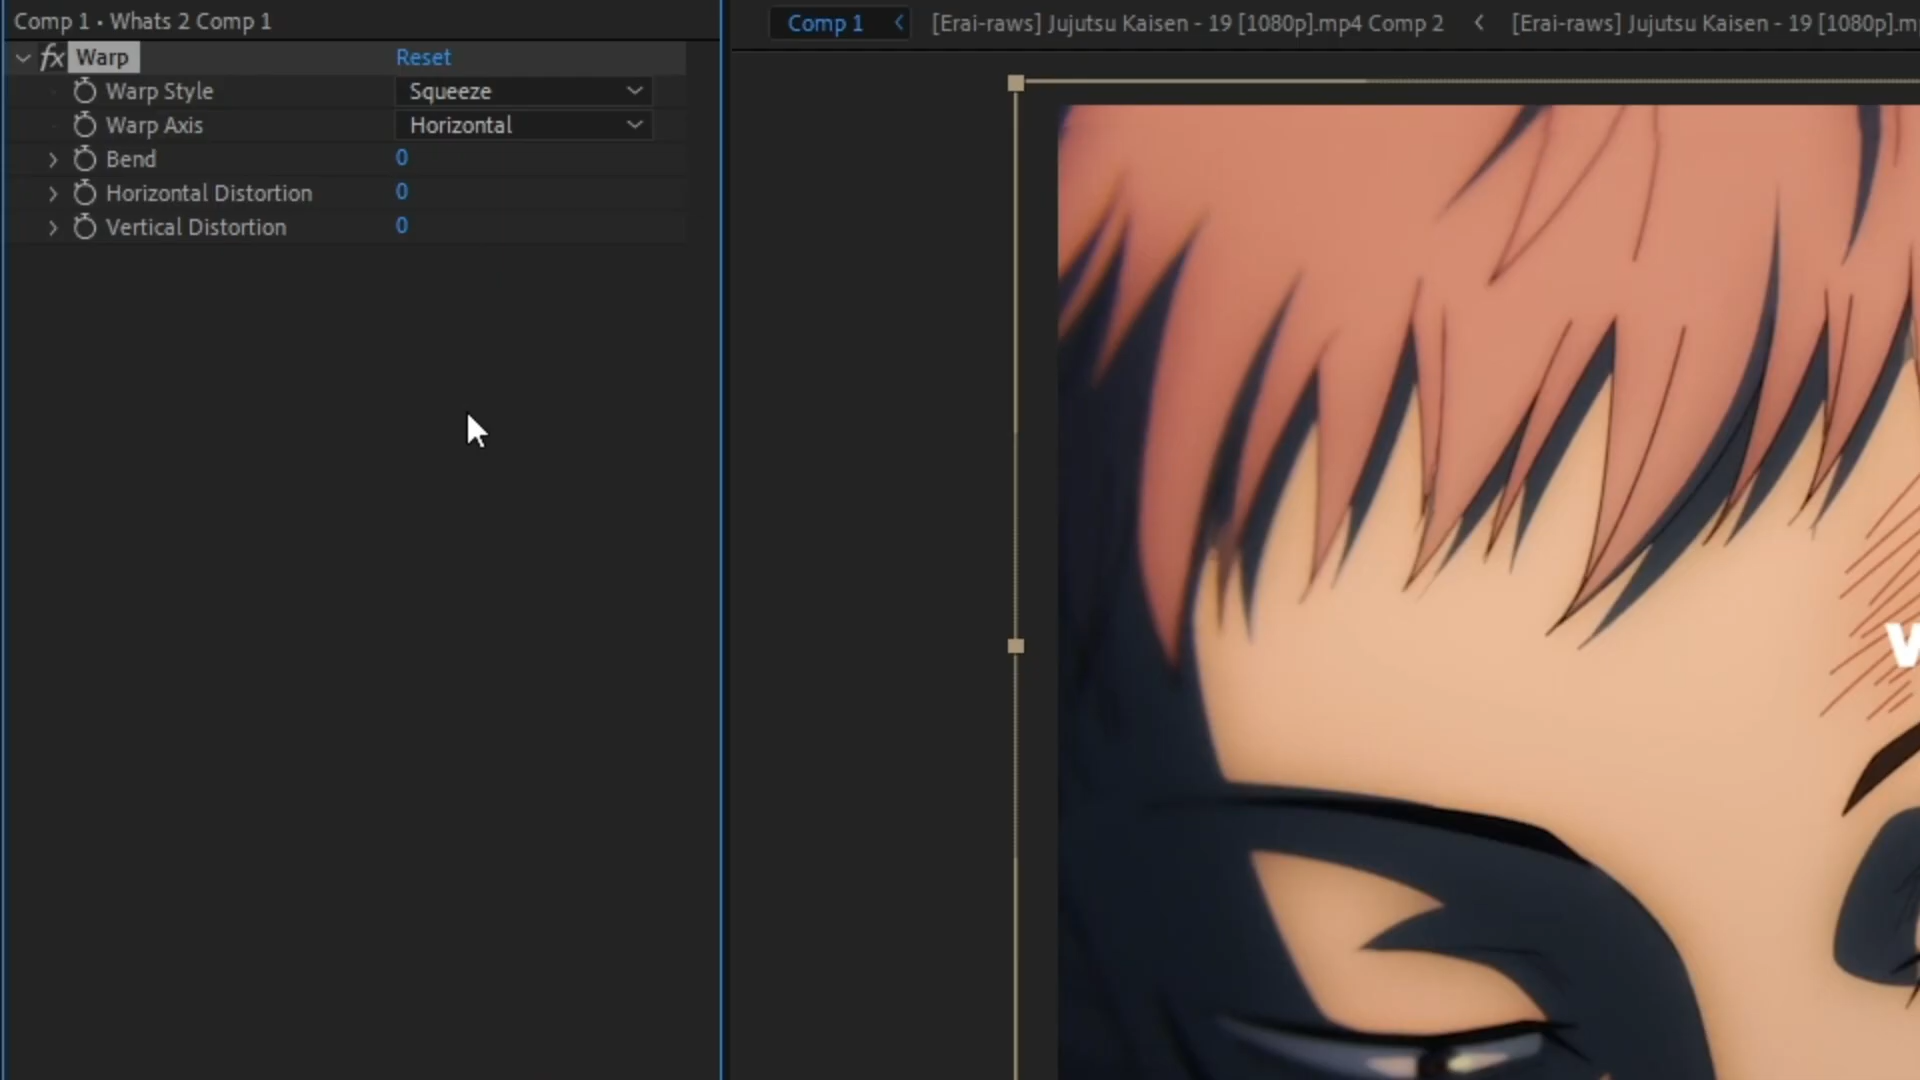 Comp 1 • Whats 2 Comp 1
Comp 1
[Erai-raws] Jujutsu Kaisen - 19 [1080p].mp4 Comp 2
[Erai-raws] Jujutsu Kaisen - 19 [1080p].m
fx Warp
Reset
Warp Style
Squeeze
Warp Axis
Horizontal
Bend
0
Horizontal Distortion
0
Vertical Distortion
0